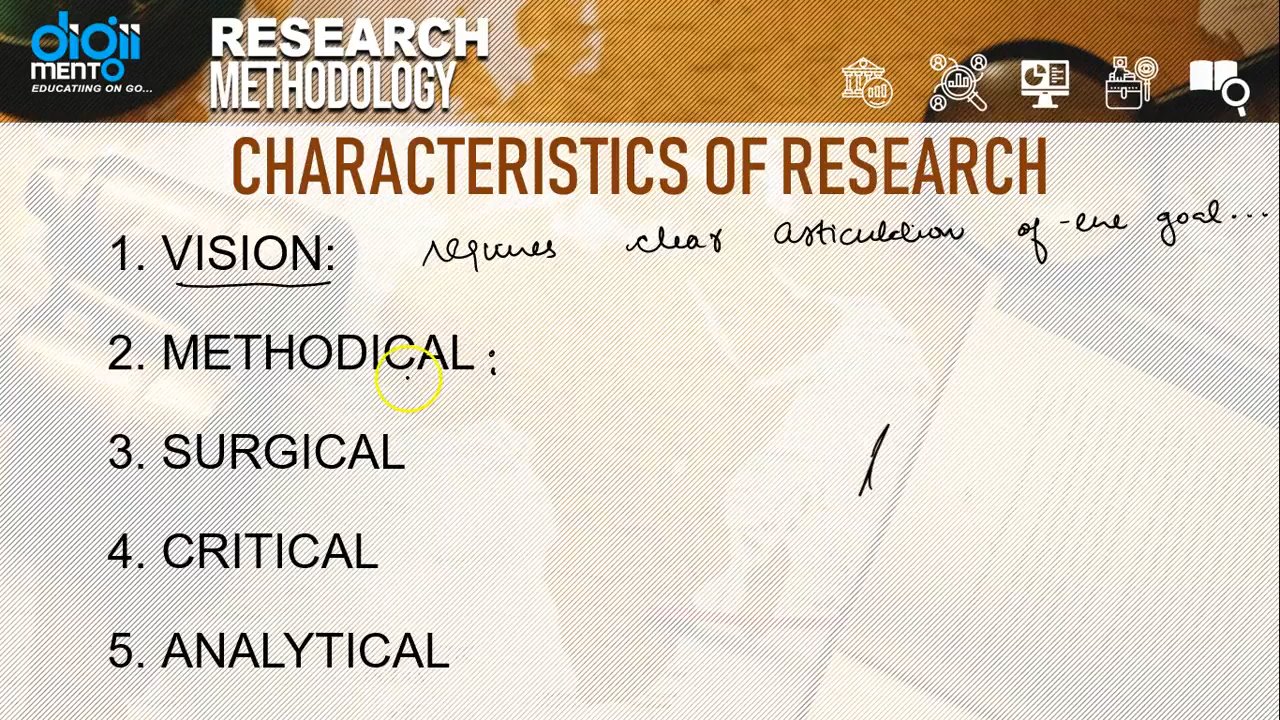 digii
MENTO
EDUCATIING ON GO...
RESEARCH
METHODOLOGY
CHARACTERISTICS OF RESEARCH
1. VISION: requires clear articulation of the goal...
2. METHODICAL :
3. SURGICAL
4. CRITICAL
5. ANALYTICAL